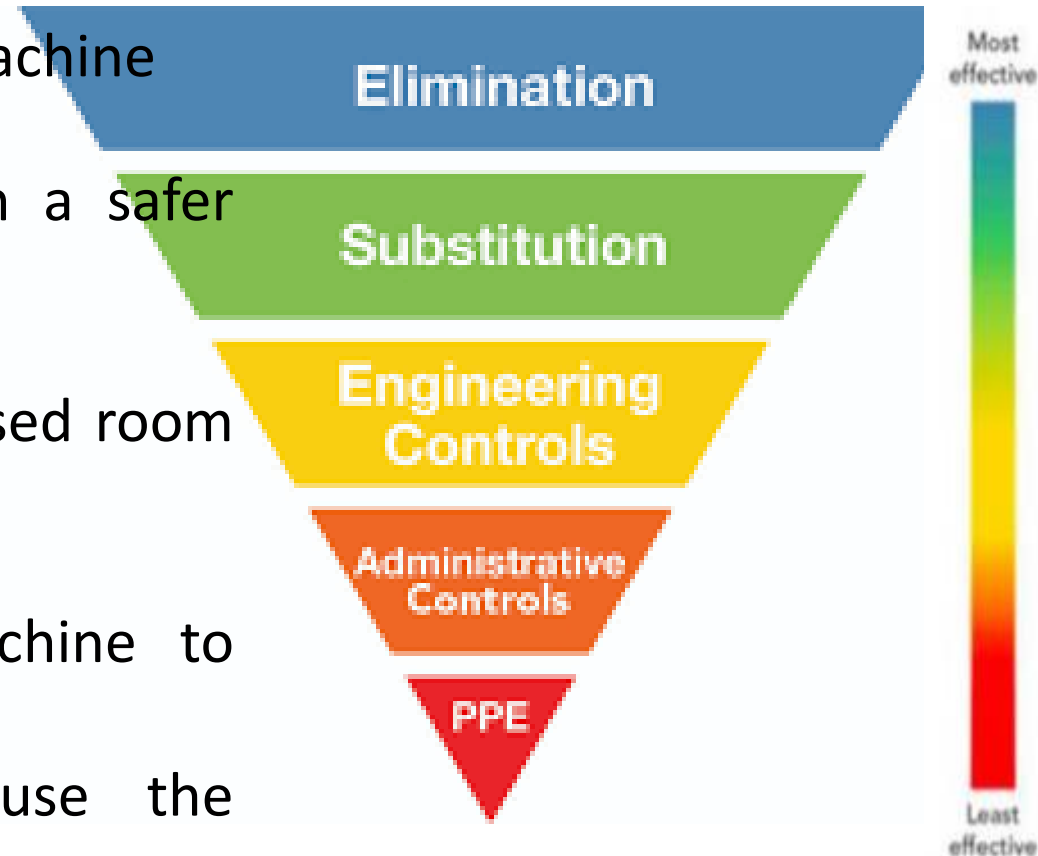 achine
a safer
sed room
chine to
use the
Elimination
Substitution
Engineering
Controls
Administrative
Controls
PPE
Most
effective
Least
effective